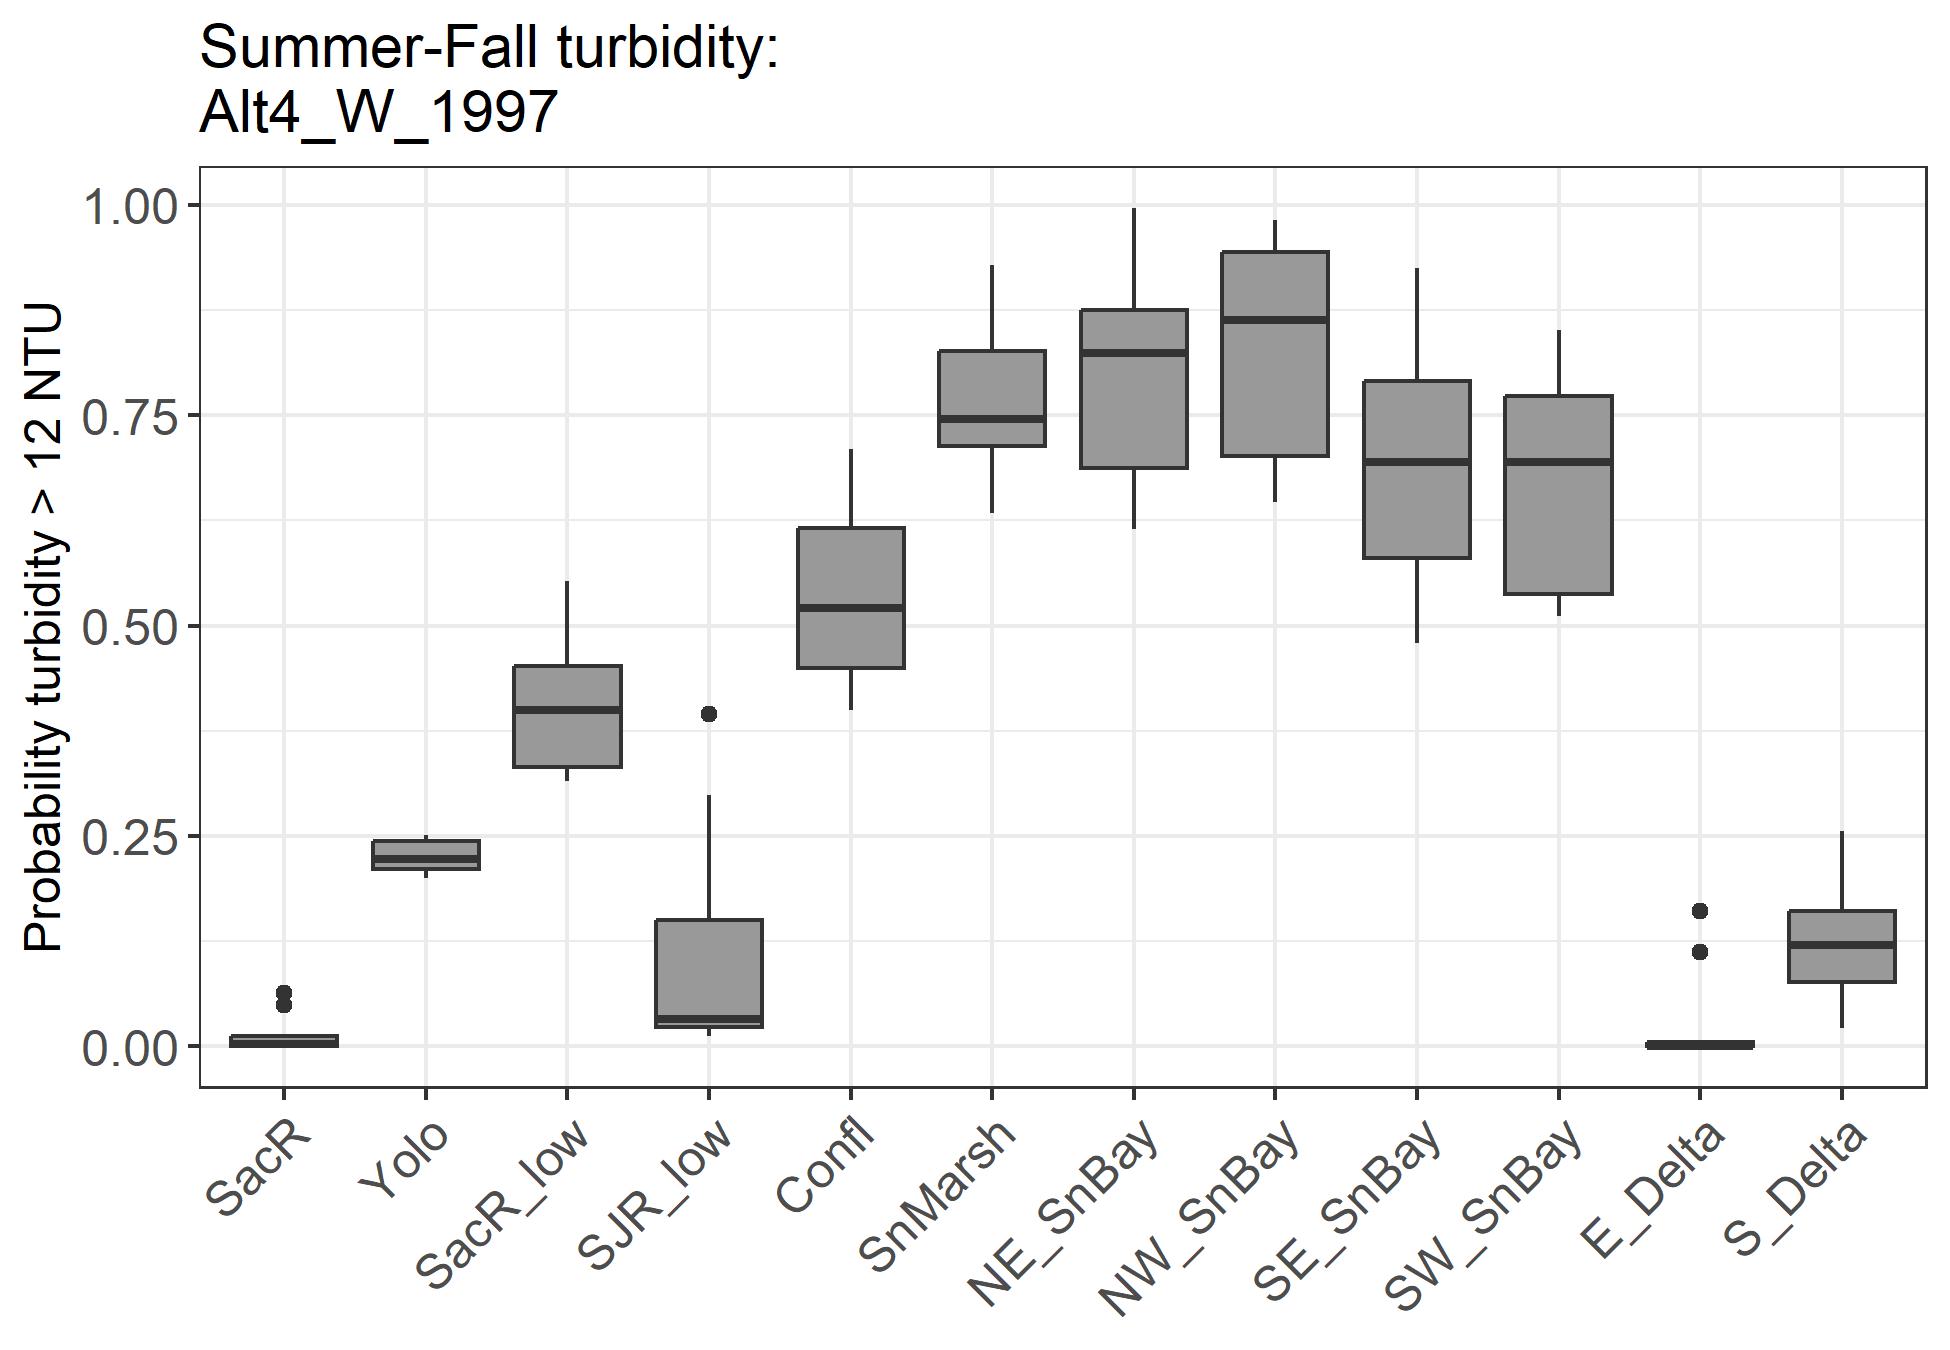 Summer-Fall turbidity:
Alt4_W_1997
Probability turbidity > 12 NTU
1.00
0.75
0.50
0.25
0.00
SacR
Yolo
SacR_low
SJR_low
Confl
SnMarsh
NE_SnBay
NW_SnBay
SE_SnBay
SW_SnBay
E_Delta
S_Delta